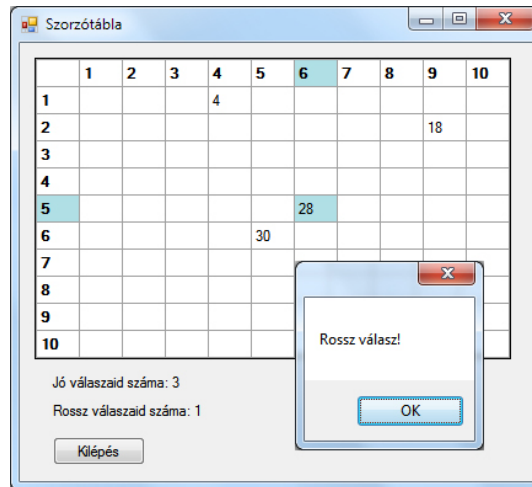 Szorzótábla
1 2 3 4 5 6 7 8 9 10
1 4
2 18
3
4
5 28
6 30
7
8
9
10
Rossz válasz!
OK
Jó válaszaid száma: 3
Rossz válaszaid száma: 1
Kilépés